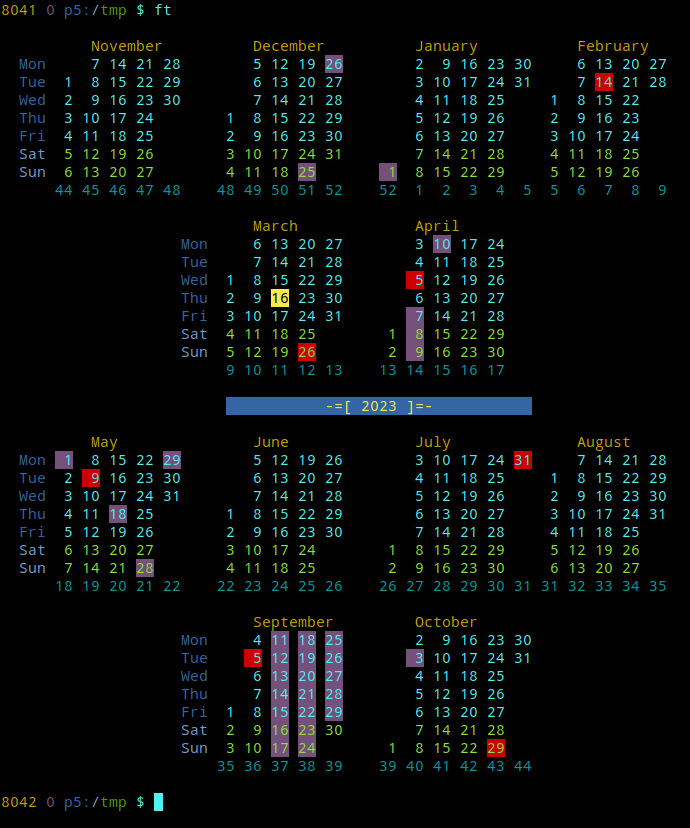 8041 0 p5:/tmp $ ft
November December January February
Mon 7 14 21 28 5 12 19 26 2 9 16 23 30 6 13 20 27
Tue 1 8 15 22 29 6 13 20 27 3 10 17 24 31 7 14 21 28
Wed 2 9 16 23 30 7 14 21 28 4 11 18 25 1 8 15 22
Thu 3 10 17 24 1 8 15 22 29 5 12 19 26 2 9 16 23
Fri 4 11 18 25 2 9 16 23 30 6 13 20 27 3 10 17 24
Sat 5 12 19 26 3 10 17 24 31 7 14 21 28 4 11 18 25
Sun 6 13 20 27 4 11 18 25 1 8 15 22 29 5 12 19 26
44 45 46 47 48 48 49 50 51 52 52 1 2 3 4 5 5 6 7 8 9
March April
Mon 6 13 20 27 3 10 17 24
Tue 7 14 21 28 4 11 18 25
Wed 1 8 15 22 29 5 12 19 26
Thu 2 9 16 23 30 6 13 20 27
Fri 3 10 17 24 31 7 14 21 28
Sat 4 11 18 25 1 8 15 22 29
Sun 5 12 19 26 2 9 16 23 30
9 10 11 12 13 13 14 15 16 17
-=[ 2023 ]=-
May June July August
Mon 1 8 15 22 29 5 12 19 26 3 10 17 24 31 7 14 21 28
Tue 2 9 16 23 30 6 13 20 27 4 11 18 25 1 8 15 22 29
Wed 3 10 17 24 31 7 14 21 28 5 12 19 26 2 9 16 23 30
Thu 4 11 18 25 1 8 15 22 29 6 13 20 27 3 10 17 24 31
Fri 5 12 19 26 2 9 16 23 30 7 14 21 28 4 11 18 25
Sat 6 13 20 27 3 10 17 24 1 8 15 22 29 5 12 19 26
Sun 7 14 21 28 4 11 18 25 2 9 16 23 30 6 13 20 27
18 19 20 21 22 22 23 24 25 26 26 27 28 29 30 31 31 32 33 34 35
September October
Mon 4 11 18 25 2 9 16 23 30
Tue 5 12 19 26 3 10 17 24 31
Wed 6 13 20 27 4 11 18 25
Thu 7 14 21 28 5 12 19 26
Fri 1 8 15 22 29 6 13 20 27
Sat 2 9 16 23 30 7 14 21 28
Sun 3 10 17 24 1 8 15 22 29
35 36 37 38 39 39 40 41 42 43 44
8042 0 p5:/tmp $